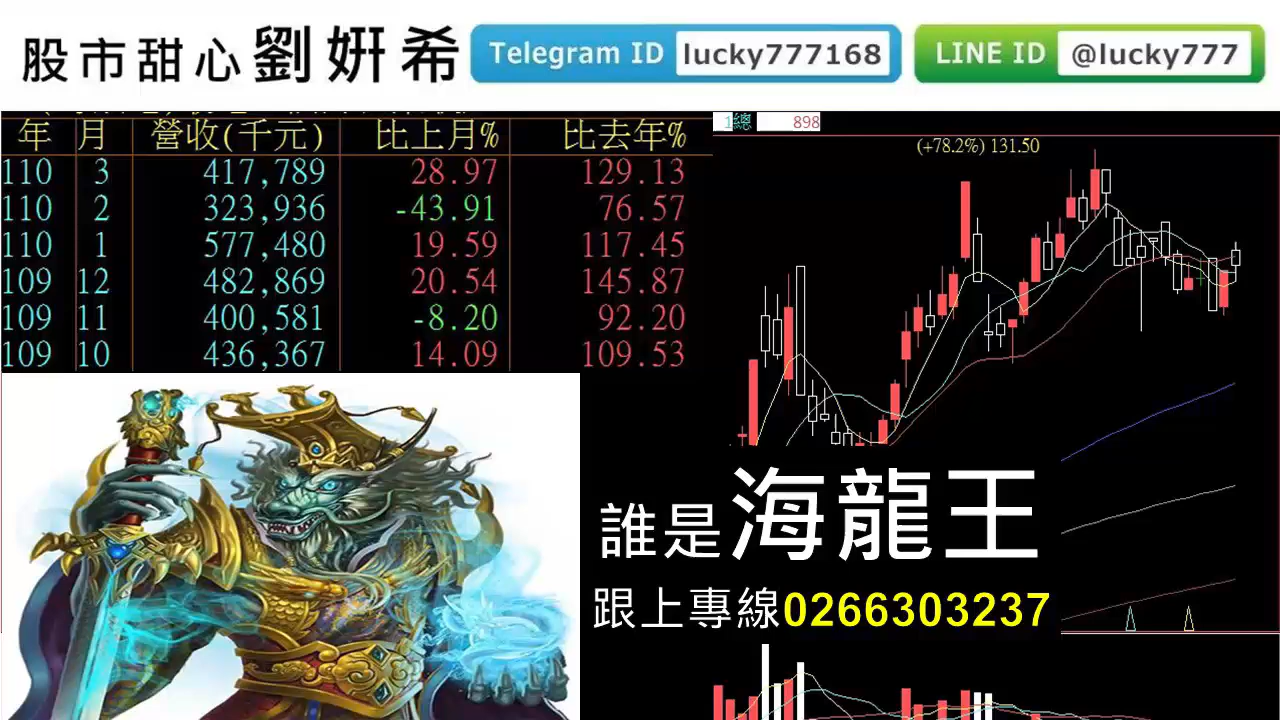 股市甜心劉妍希 Telegram ID lucky777168 LINE ID @lucky777
年 月 營收(千元) 比上月% 比去年%
110 3 417,789 28.97 129.13
110 2 323,936 -43.91 76.57
110 1 577,480 19.59 117.45
109 12 482,869 20.54 145.87
109 11 400,581 -8.20 92.20
109 10 436,367 14.09 109.53
1總 898
(+78.2%) 131.50
誰是海龍王
跟上專線0266303237